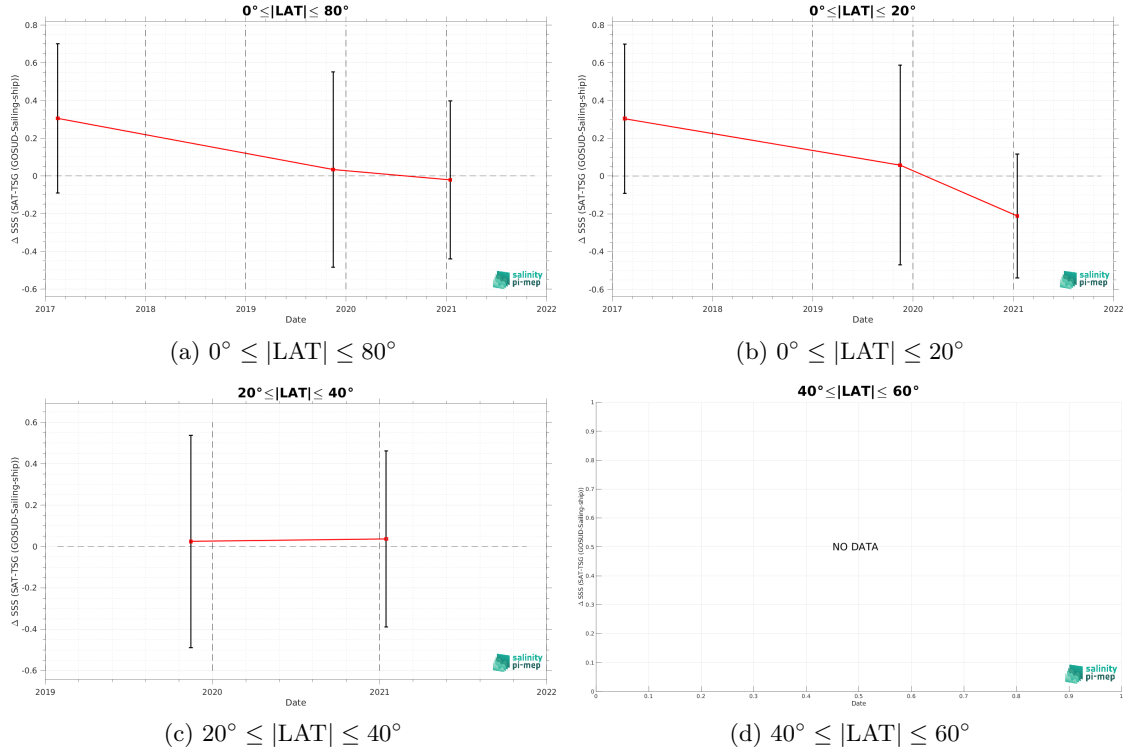 0°≤|LAT|≤ 80°
0.8
0.6
0.4
0.2
0
-0.2
-0.4
-0.6
Δ SSS (SAT-TSG (GOSUD-Sailing-ship))
2017
2018
2019
2020
2021
2022
Date
salinity
pi-mep
(a) 0° ≤ |LAT| ≤ 80°
0°≤|LAT|≤ 20°
0.8
0.6
0.4
0.2
0
-0.2
-0.4
-0.6
Δ SSS (SAT-TSG (GOSUD-Sailing-ship))
2017
2018
2019
2020
2021
2022
Date
salinity
pi-mep
(b) 0° ≤ |LAT| ≤ 20°
20°≤|LAT|≤ 40°
0.6
0.4
0.2
0
-0.2
-0.4
-0.6
Δ SSS (SAT-TSG (GOSUD-Sailing-ship))
2019
2020
2021
2022
Date
salinity
pi-mep
(c) 20° ≤ |LAT| ≤ 40°
40°≤|LAT|≤ 60°
1
0.9
0.8
0.7
0.6
0.5
0.4
0.3
0.2
0.1
0
Δ SSS (SAT-TSG (GOSUD-Sailing-ship))
NO DATA
0
0.1
0.2
0.3
0.4
0.5
0.6
0.7
0.8
0.9
1
Date
salinity
pi-mep
(d) 40° ≤ |LAT| ≤ 60°